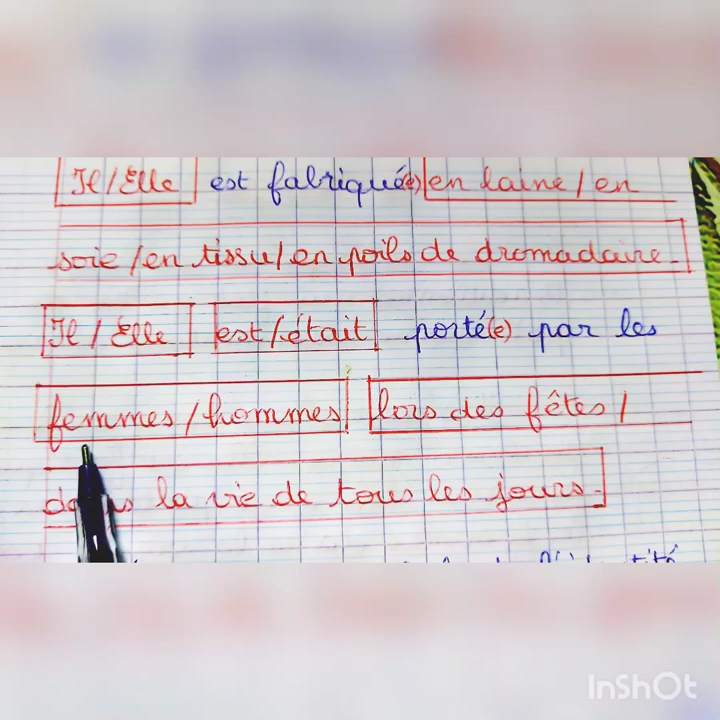 Il/Elle est fabriqué(e) en laine/en
soie/en tissu/en poils de dromadaire.
Il/Elle est/était porté(e) par les
femmes/hommes lors des fêtes/
dans la vie de tous les jours.
InShOt